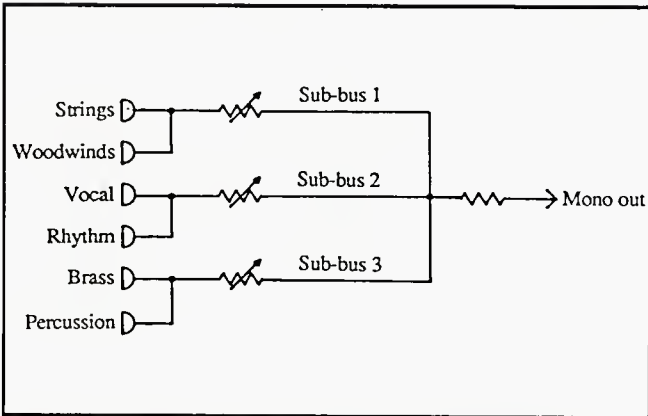 Strings
Sub-bus 1
Woodwinds
Vocal
Sub-bus 2
Mono out
Rhythm
Brass
Sub-bus 3
Percussion